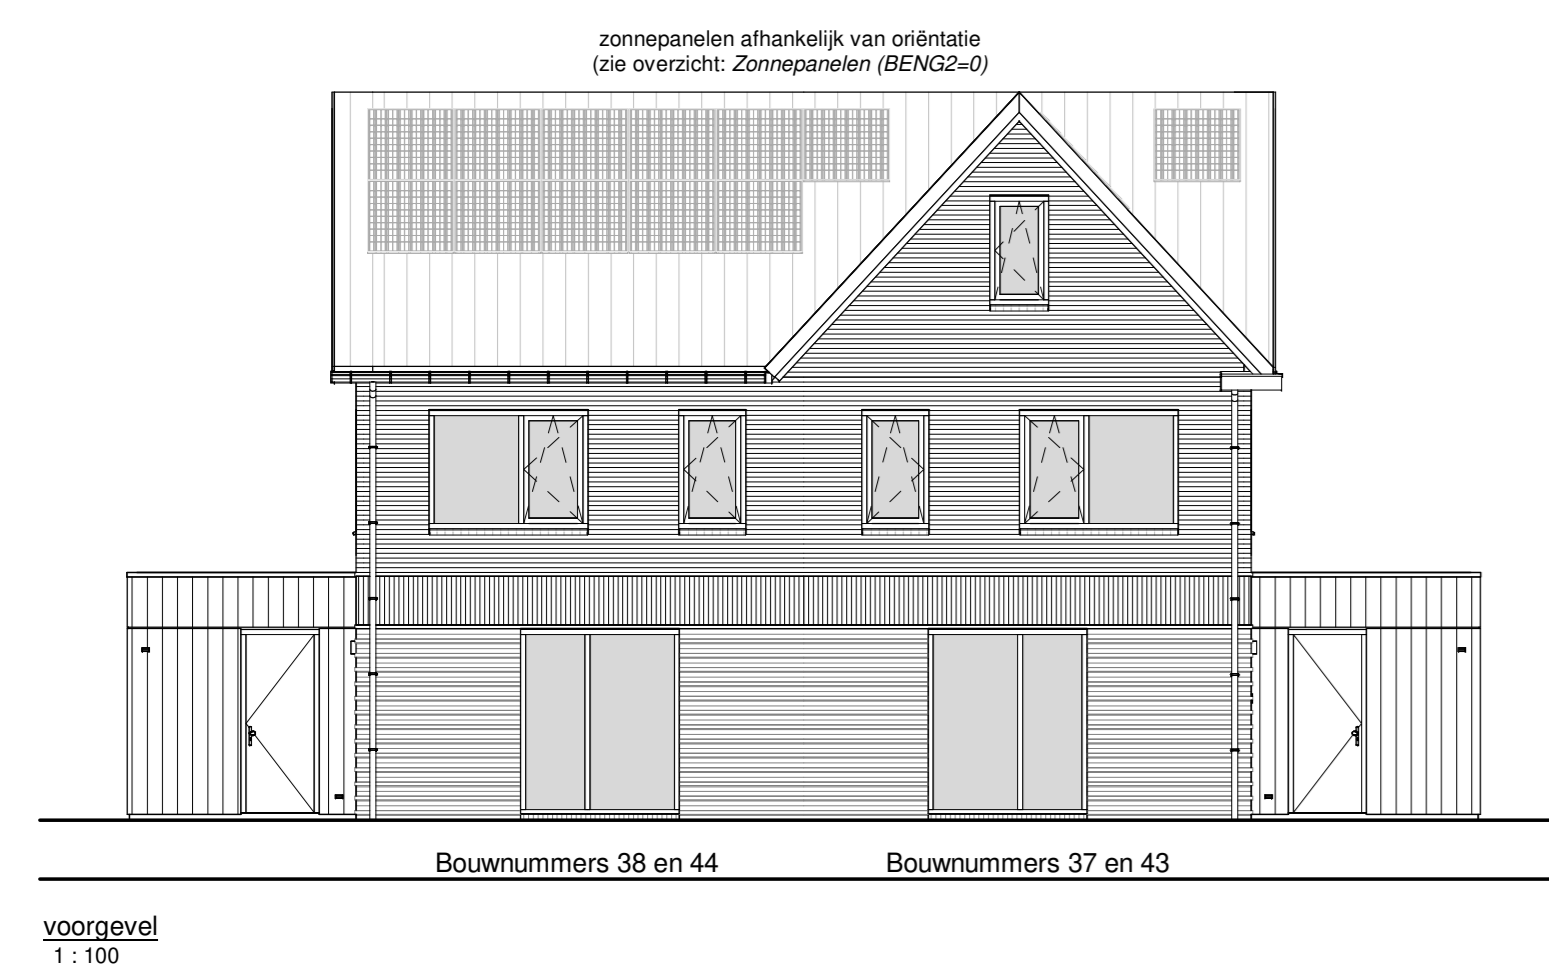 zonnepanelen afhankelijk van oriëntatie
(zie overzicht: Zonnepanelen (BENG2=0)
Bouwnummers 38 en 44
Bouwnummers 37 en 43
voorgevel
1 : 100